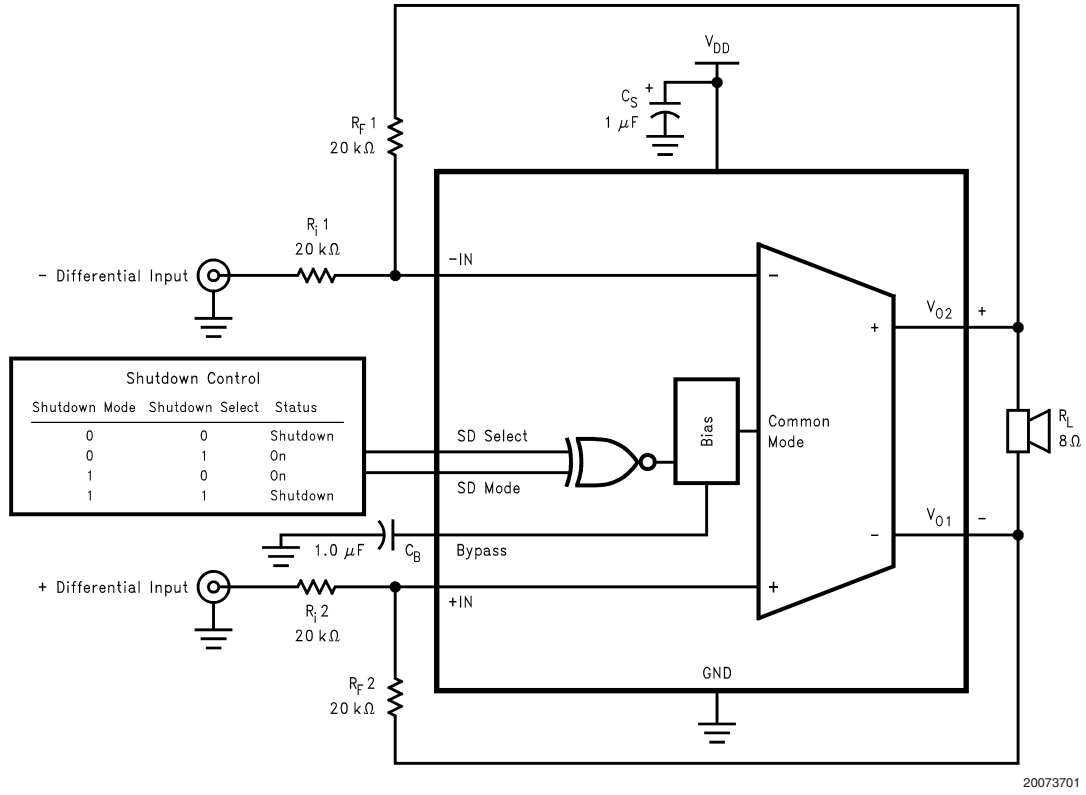 V_DD
+
C_S
1 μF
R_F 1
20 kΩ
R_i 1
20 kΩ
- Differential Input
-IN
-
V_O2 +
+
Shutdown Control
Shutdown Mode Shutdown Select Status
0 0 Shutdown
0 1 On
1 0 On
1 1 Shutdown
SD Select
SD Mode
Bias
Common
Mode
R_L
8 Ω
V_O1 -
-
1.0 μF C_B Bypass
+ Differential Input
+
+IN
R_i 2
20 kΩ
R_F 2
20 kΩ
GND
20073701